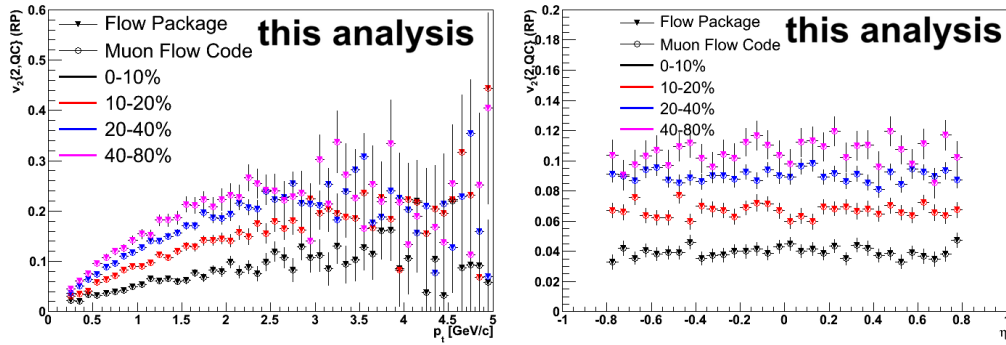 this analysis
v₂{2,QC} (RP)
Flow Package
Muon Flow Code
0-10%
10-20%
20-40%
40-80%
0.6
0.5
0.4
0.3
0.2
0.1
0
0 0.5 1 1.5 2 2.5 3 3.5 4 4.5 5
pₜ [GeV/c]
this analysis
v₂{2,QC} (RP)
Flow Package
Muon Flow Code
0-10%
10-20%
20-40%
40-80%
0.2
0.18
0.16
0.14
0.12
0.1
0.08
0.06
0.04
0.02
0
-1 -0.8 -0.6 -0.4 -0.2 0 0.2 0.4 0.6 0.8 1
η